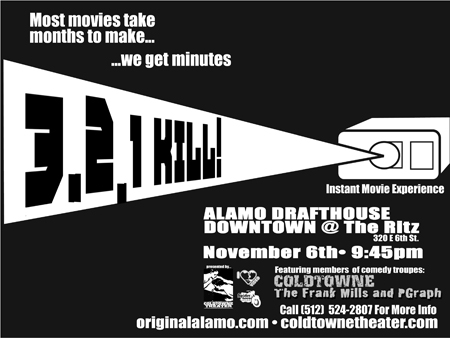 Most movies take
months to make...
...we get minutes
3,2,1 KILL!
Instant Movie Experience
ALAMO DRAFTHOUSE
DOWNTOWN @ The Ritz
320 E 6th St.
November 6th• 9:45pm
presented by...
Featuring members of comedy troupes:
COLDTOWNE
The Frank Mills and PGraph
Call (512) 524-2807 For More Info
originalalamo.com • coldtownetheater.com